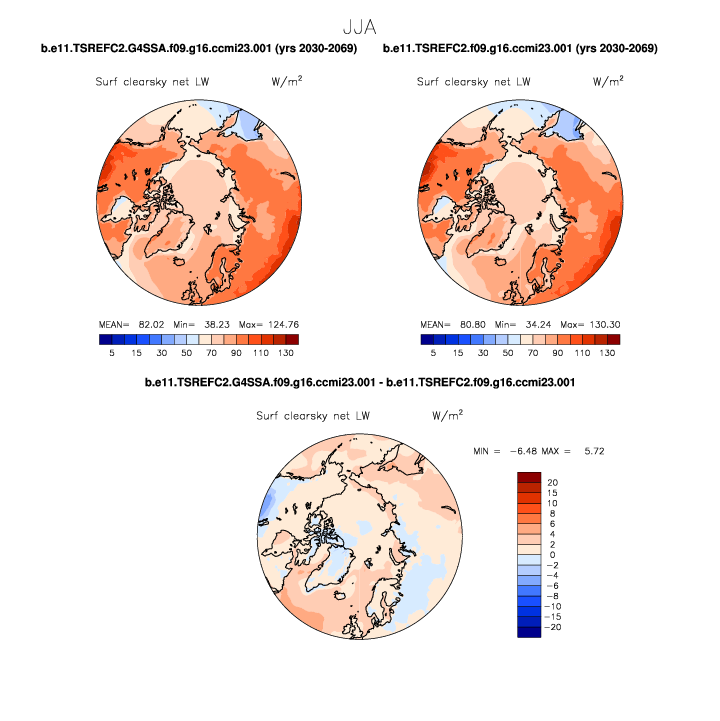 JJA
b.e11.TSREFC2.G4SSA.f09.g16.ccmi23.001 (yrs 2030-2069) b.e11.TSREFC2.f09.g16.ccmi23.001 (yrs 2030-2069)
Surf clearsky net LW W/m² Surf clearsky net LW W/m²
MEAN= 82.02 Min= 38.23 Max= 124.76 MEAN= 80.80 Min= 34.24 Max= 130.30
5 15 30 50 70 90 110 130 5 15 30 50 70 90 110 130
b.e11.TSREFC2.G4SSA.f09.g16.ccmi23.001 - b.e11.TSREFC2.f09.g16.ccmi23.001
Surf clearsky net LW W/m²
MIN = -6.48 MAX = 5.72
20
15
10
8
6
4
2
0
-2
-4
-6
-8
-10
-15
-20